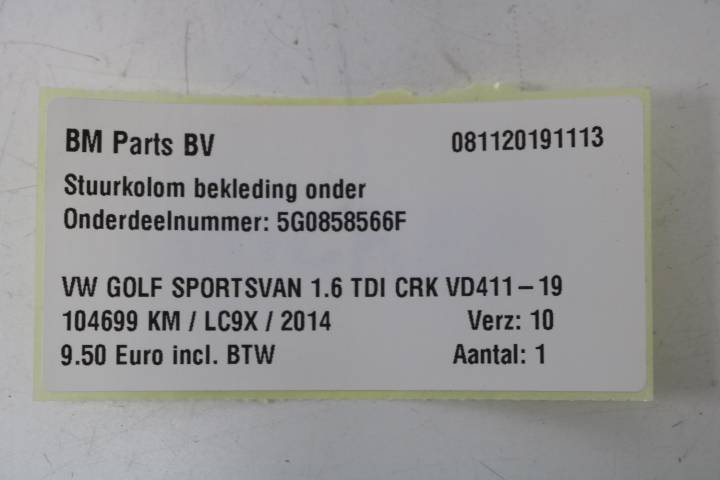 BM Parts BV 081120191113
Stuurkolom bekleding onder
Onderdeelnummer: 5G0858566F
VW GOLF SPORTSVAN 1.6 TDI CRK VD411-19
104699 KM / LC9X / 2014 Verz: 10
9.50 Euro incl. BTW Aantal: 1